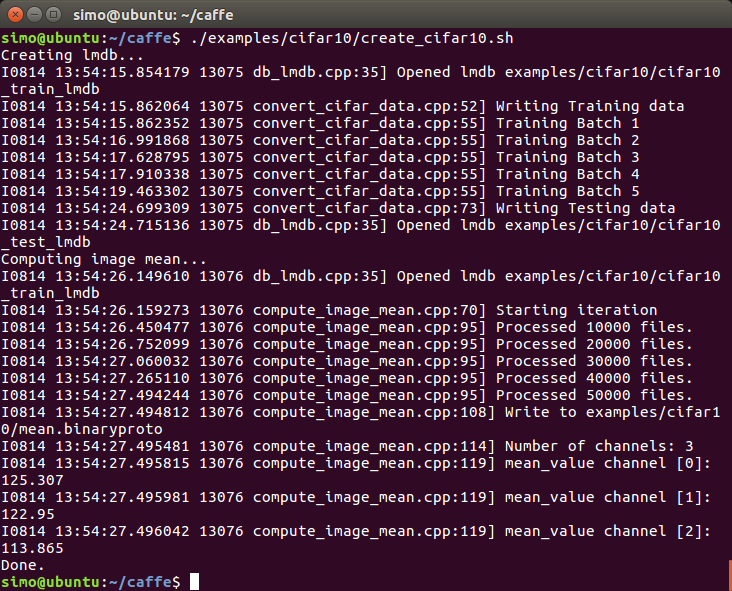 simo@ubuntu: ~/caffe
simo@ubuntu:~/caffe$ ./examples/cifar10/create_cifar10.sh
Creating lmdb...
I0814 13:54:15.854179 13075 db_lmdb.cpp:35] Opened lmdb examples/cifar10/cifar10
_train_lmdb
I0814 13:54:15.862064 13075 convert_cifar_data.cpp:52] Writing Training data
I0814 13:54:15.862352 13075 convert_cifar_data.cpp:55] Training Batch 1
I0814 13:54:16.991868 13075 convert_cifar_data.cpp:55] Training Batch 2
I0814 13:54:17.628795 13075 convert_cifar_data.cpp:55] Training Batch 3
I0814 13:54:17.910338 13075 convert_cifar_data.cpp:55] Training Batch 4
I0814 13:54:19.463302 13075 convert_cifar_data.cpp:55] Training Batch 5
I0814 13:54:24.699309 13075 convert_cifar_data.cpp:73] Writing Testing data
I0814 13:54:24.715136 13075 db_lmdb.cpp:35] Opened lmdb examples/cifar10/cifar10
_test_lmdb
Computing image mean...
I0814 13:54:26.149610 13076 db_lmdb.cpp:35] Opened lmdb examples/cifar10/cifar10
_train_lmdb
I0814 13:54:26.159273 13076 compute_image_mean.cpp:70] Starting iteration
I0814 13:54:26.450477 13076 compute_image_mean.cpp:95] Processed 10000 files.
I0814 13:54:26.752099 13076 compute_image_mean.cpp:95] Processed 20000 files.
I0814 13:54:27.060032 13076 compute_image_mean.cpp:95] Processed 30000 files.
I0814 13:54:27.265110 13076 compute_image_mean.cpp:95] Processed 40000 files.
I0814 13:54:27.494244 13076 compute_image_mean.cpp:95] Processed 50000 files.
I0814 13:54:27.494812 13076 compute_image_mean.cpp:108] Write to examples/cifar1
0/mean.binaryproto
I0814 13:54:27.495481 13076 compute_image_mean.cpp:114] Number of channels: 3
I0814 13:54:27.495815 13076 compute_image_mean.cpp:119] mean_value channel [0]:
125.307
I0814 13:54:27.495981 13076 compute_image_mean.cpp:119] mean_value channel [1]:
122.95
I0814 13:54:27.496042 13076 compute_image_mean.cpp:119] mean_value channel [2]:
113.865
Done.
simo@ubuntu:~/caffe$